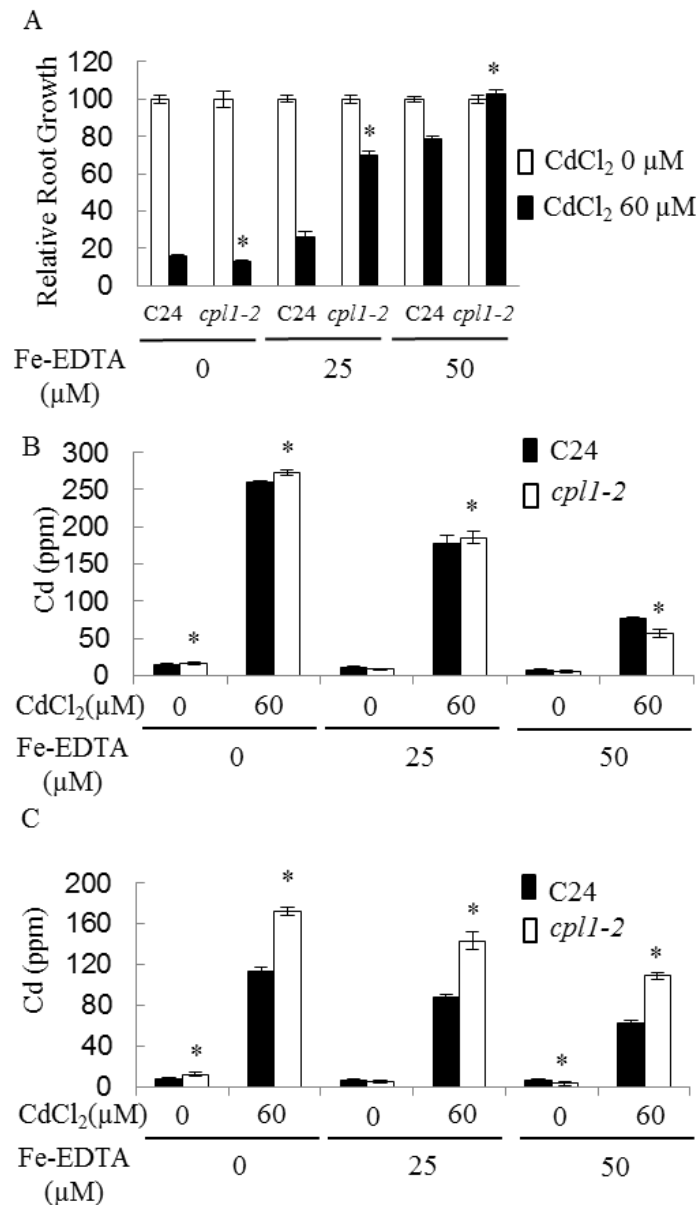 A
Relative Root Growth
120
100
80
60
40
20
0
CdCl₂ 0 µM
CdCl₂ 60 µM
* * *
C24 cpl1-2 C24 cpl1-2 C24 cpl1-2
Fe-EDTA (µM)
0 25 50
B
Cd (ppm)
300
250
200
150
100
50
0
C24
cpl1-2
* * * *
CdCl₂(µM) 0 60 0 60 0 60
Fe-EDTA (µM)
0 25 50
C
Cd (ppm)
200
160
120
80
40
0
C24
cpl1-2
* * * * *
CdCl₂(µM) 0 60 0 60 0 60
Fe-EDTA (µM)
0 25 50